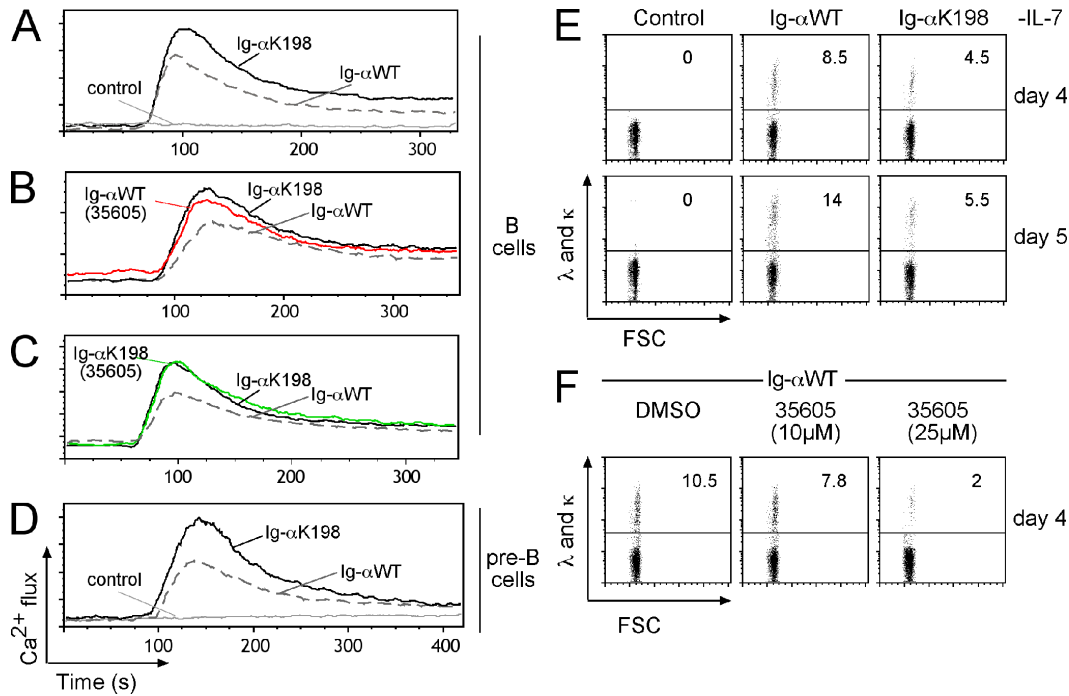 A
Ig-αK198
Ig-αWT
control
100
200
300
B
Ig-αWT
(35605)
Ig-αK198
Ig-αWT
100
200
300
C
Ig-αK198
(35605)
Ig-αK198
Ig-αWT
100
200
300
B
cells
D
Ig-αK198
Ig-αWT
control
100
200
300
400
Ca2+ flux
Time (s)
pre-B
cells
E
Control
Ig-αWT
Ig-αK198
-IL-7
0
8.5
4.5
day 4
0
14
5.5
day 5
λ and κ
FSC
F
Ig-αWT
DMSO
35605
(10μM)
35605
(25μM)
10.5
7.8
2
day 4
λ and κ
FSC